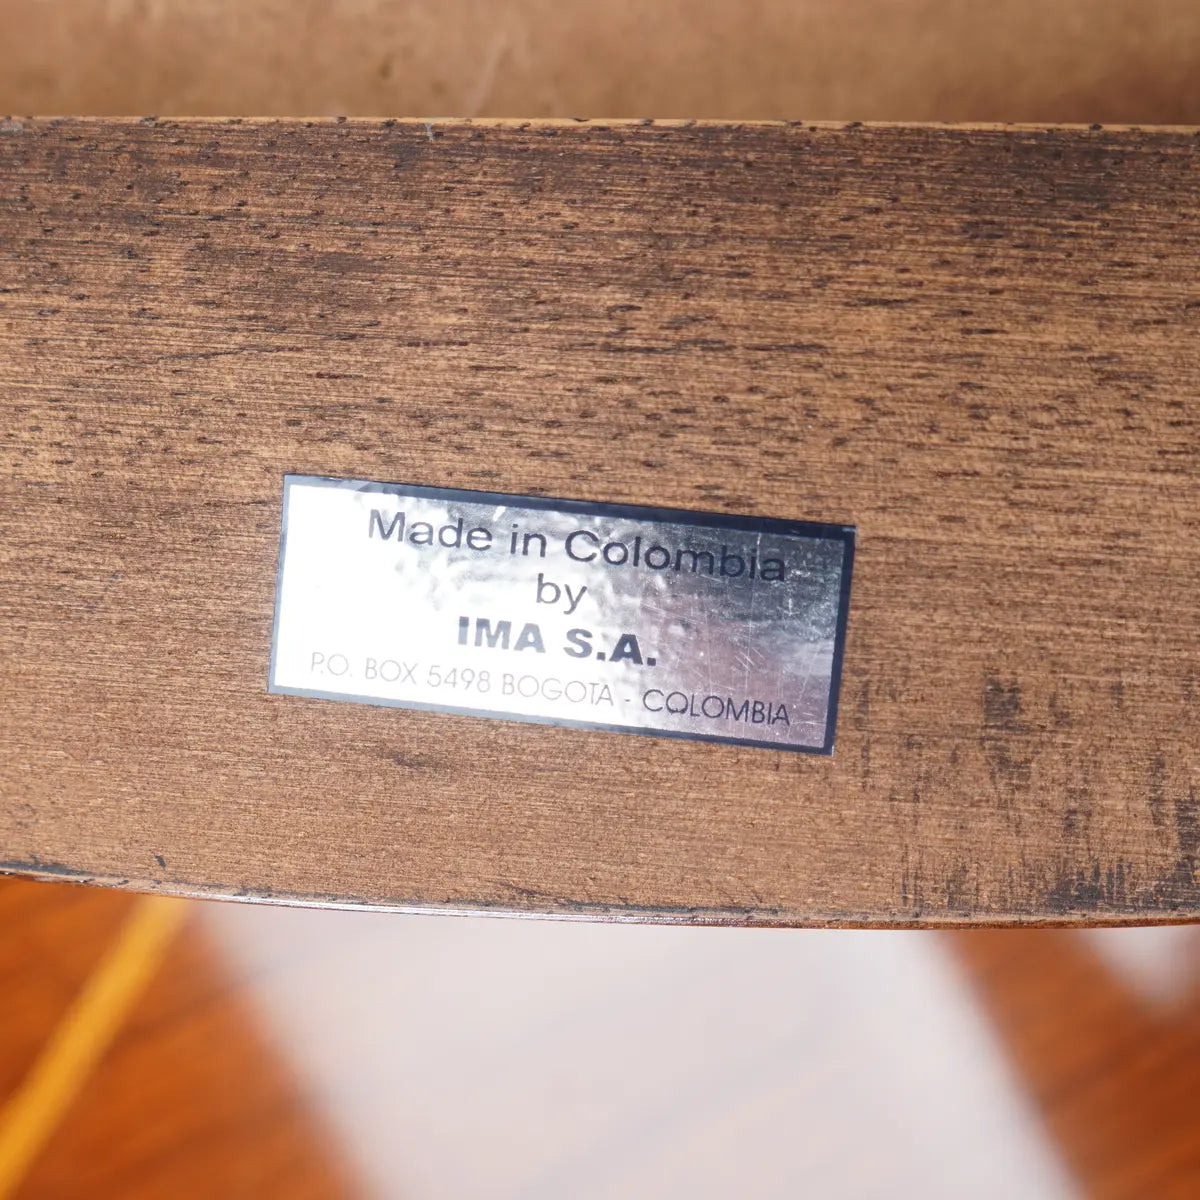 Made in Colombia
by
IMA S.A.
P.O. BOX 5498 BOGOTA - COLOMBIA